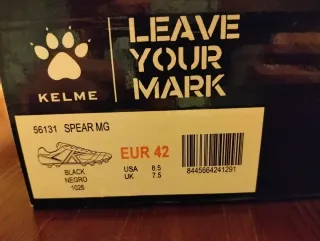 KELME
LEAVE
YOUR
MARK
56131 SPEAR MG
EUR 42
BLACK
NEGRO
1026
USA 8.5
UK 7.5
8445664241291